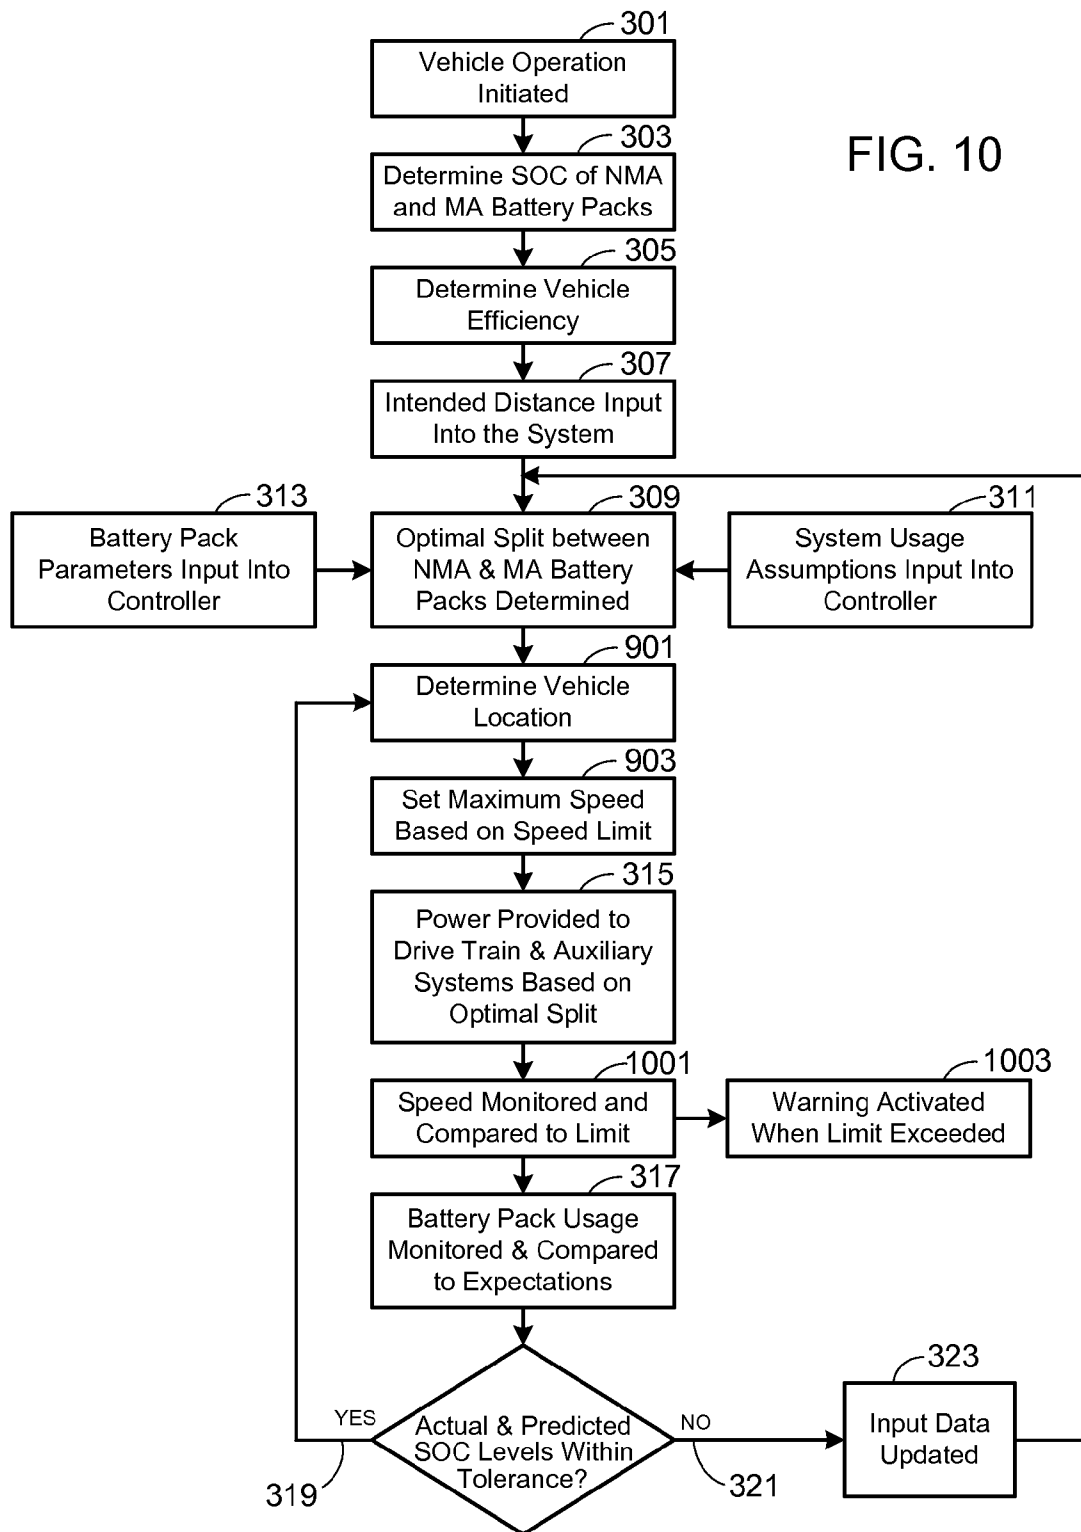 301
Vehicle Operation
Initiated
FIG. 10
303
Determine SOC of NMA
and MA Battery Packs
305
Determine Vehicle
Efficiency
307
Intended Distance Input
Into the System
313
Battery Pack
Parameters Input Into
Controller
309
Optimal Split between
NMA & MA Battery
Packs Determined
311
System Usage
Assumptions Input Into
Controller
901
Determine Vehicle
Location
903
Set Maximum Speed
Based on Speed Limit
315
Power Provided to
Drive Train & Auxiliary
Systems Based on
Optimal Split
1001
Speed Monitored and
Compared to Limit
1003
Warning Activated
When Limit Exceeded
317
Battery Pack Usage
Monitored & Compared
to Expectations
YES
319
Actual & Predicted
SOC Levels Within
Tolerance?
NO
321
323
Input Data
Updated